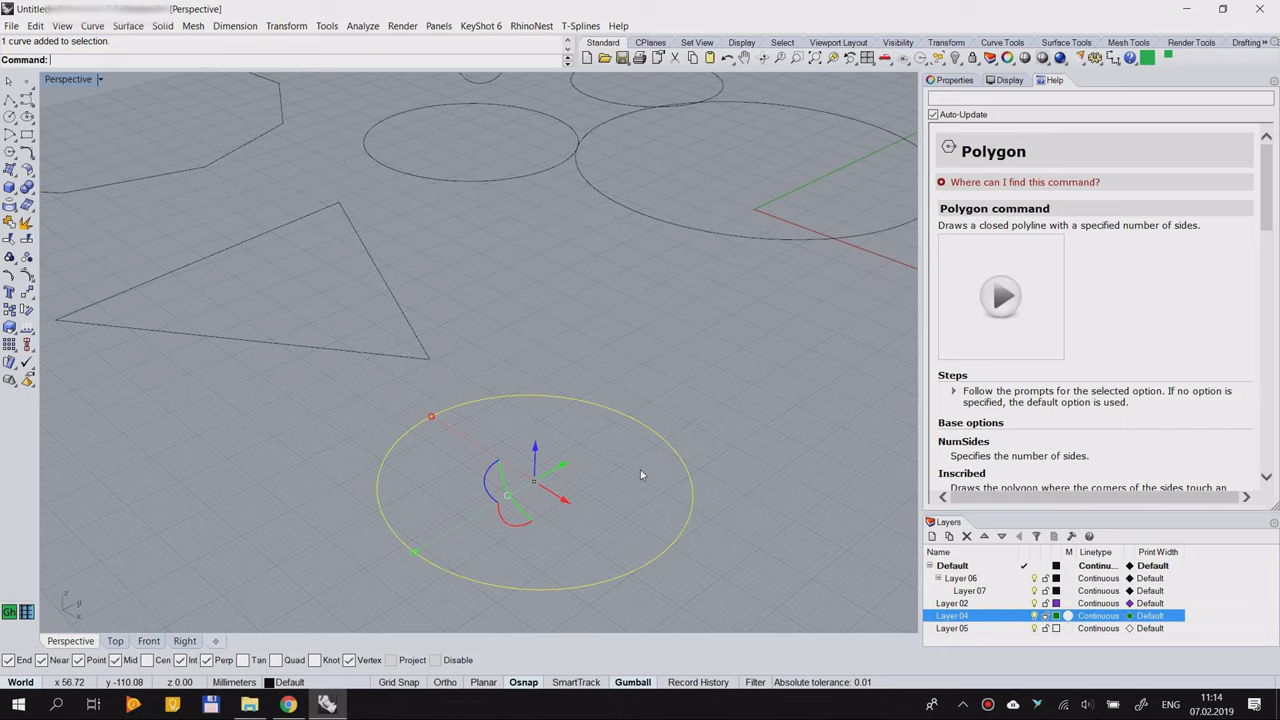 Untitled
[Perspective]
File Edit View Curve Surface Solid Mesh Dimension Transform Tools Analyze Render Panels KeyShot 6 RhinoNest T-Splines Help
1 curve added to selection.
Command:
Standard CPlanes Set View Display Select Viewport Layout Visibility Transform Curve Tools Surface Tools Mesh Tools Render Tools Drafting
Perspective
Properties Display Help
Auto-Update
Polygon
Where can I find this command?
Polygon command
Draws a closed polyline with a specified number of sides.
Steps
Follow the prompts for the selected option. If no option is
specified, the default option is used.
Base options
NumSides
Specifies the number of sides.
Inscribed
Draws the polygon where the corners of the sides touch an
Layers
Name M Linetype Print Width
Default Continu... Default
Layer 06 Continuous Default
Layer 07 Continuous Default
Layer 02 Continuous Default
Layer 04 Continuous Default
Layer 05 Continuous Default
z
y
x
Gh
Perspective Top Front Right
End Near Point Mid Cen Int Perp Tan Quad Knot Vertex Project Disable
World x 56.72 y -110.08 z 0.00 Millimeters Default Grid Snap Ortho Planar Osnap SmartTrack Gumball Record History Filter Absolute tolerance: 0.01
ENG
11:14
07.02.2019